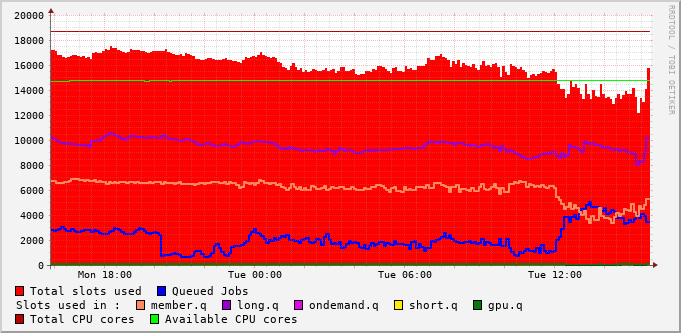 RRDTOOL / TOBI OETIKER
20000
18000
16000
14000
12000
10000
8000
6000
4000
2000
0
Mon 18:00 Tue 00:00 Tue 06:00 Tue 12:00
Total slots used Queued Jobs
Slots used in : member.q long.q ondemand.q short.q gpu.q
Total CPU cores Available CPU cores